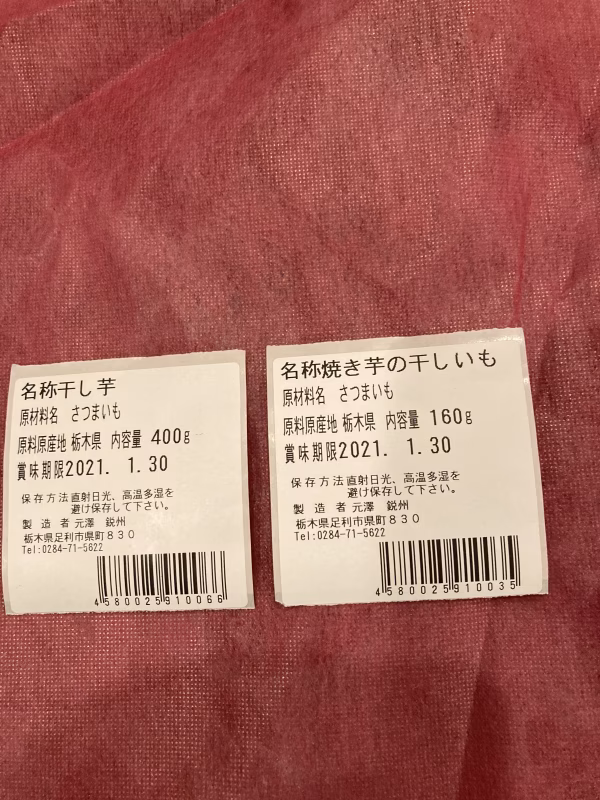 名称干し芋
原材料名 さつまいも
原料原産地 栃木県 内容量 400g
賞味期限2021. 1.30
保存方法直射日光、高温多湿を
避け保存して下さい。
製造者 元澤 鋭州
栃木県足利市県町830
Tel:0284-71-5622
4580025910066
名称焼き芋の干しいも
原材料名 さつまいも
原料原産地 栃木県 内容量 160g
賞味期限2021. 1.30
保存方法直射日光、高温多湿を
避け保存して下さい。
製造者 元澤 鋭州
栃木県足利市県町830
Tel:0284-71-5622
4580025910035